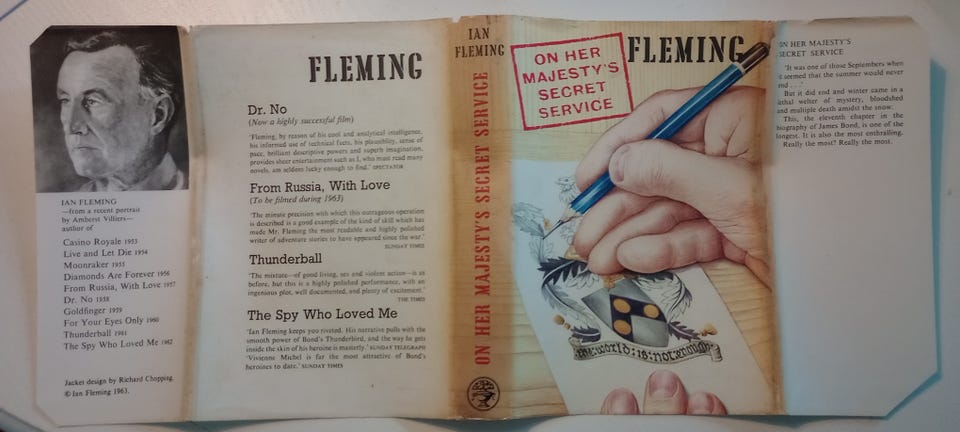 IAN FLEMING
—from a recent portrait
by Amherst Villiers—
author of
Casino Royale 1953
Live and Let Die 1954
Moonraker 1955
Diamonds Are Forever 1956
From Russia, With Love 1957
Dr. No 1958
Goldfinger 1959
For Your Eyes Only 1960
Thunderball 1961
The Spy Who Loved Me 1962
Jacket design by Richard Chopping.
© Ian Fleming 1963.
FLEMING
Dr. No
(Now a highly successful film)
'Fleming, by reason of his cool and analytical intelligence,
his informed use of technical facts, his plausibility, sense of
pace, brilliant descriptive powers and superb imagination,
provides sheer entertainment such as I, who must read many
novels, am seldom lucky enough to find.' SPECTATOR
From Russia, With Love
(To be filmed during 1963)
'The minute precision with which this outrageous operation
is described is a good example of the kind of skill which has
made Mr. Fleming the most readable and highly polished
writer of adventure stories to have appeared since the war.'
SUNDAY TIMES
Thunderball
'The mixture—of good living, sex and violent action—is as
before, but this is a highly polished performance, with an
ingenious plot, well documented, and plenty of excitement.'
THE TIMES
The Spy Who Loved Me
'Ian Fleming keeps you riveted. His narrative pulls with the
smooth power of Bond's Thunderbird, and the way he gets
inside the skin of his heroine is masterly.' SUNDAY TELEGRAPH
'Vivienne Michel is far the most attractive of Bond's
heroines to date.' SUNDAY TIMES
IAN
FLEMING
ON HER MAJESTY'S SECRET SERVICE
ON HER
MAJESTY'S
SECRET
SERVICE
FLEMING
the:world:is:not:enough
ON HER MAJESTY'S
SECRET SERVICE
'It was one of those Septembers when
it seemed that the summer would never
end . . .'
But it did end and winter came in a
lethal welter of mystery, bloodshed
and multiple death amidst the snow.
This, the eleventh chapter in the
biography of James Bond, is one of the
longest. It is also the most enthralling.
Really the most? Really the most.